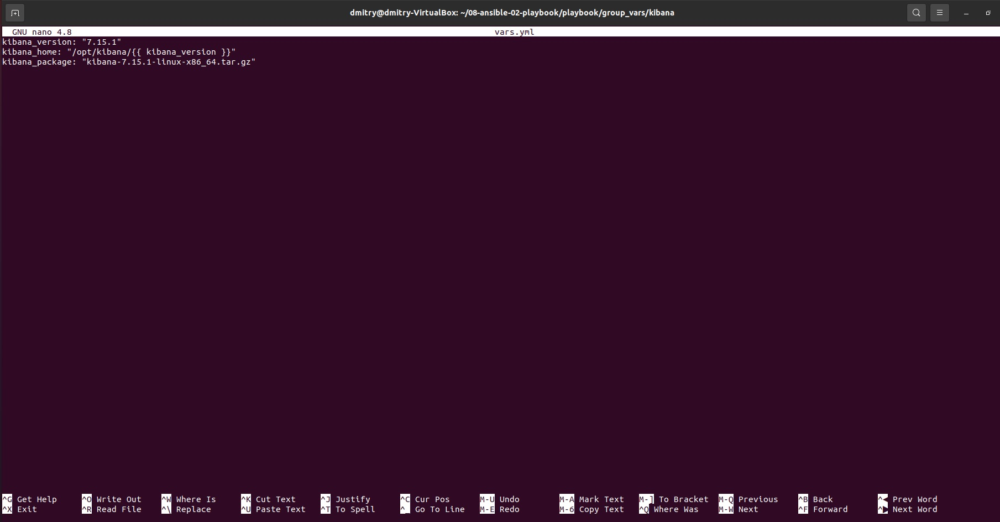 dmitry@dmitry-VirtualBox: ~/08-ansible-02-playbook/playbook/group_vars/kibana
GNU nano 4.8 vars.yml
kibana_version: "7.15.1"
kibana_home: "/opt/kibana/{{ kibana_version }}"
kibana_package: "kibana-7.15.1-linux-x86_64.tar.gz"
^G Get Help ^O Write Out ^W Where Is ^K Cut Text ^J Justify ^C Cur Pos M-U Undo M-A Mark Text M-] To Bracket M-Q Previous ^B Back ^◀ Prev Word
^X Exit ^R Read File ^\ Replace ^U Paste Text ^T To Spell ^_ Go To Line M-E Redo M-6 Copy Text ^Q Where Was M-W Next ^F Forward ^▶ Next Word